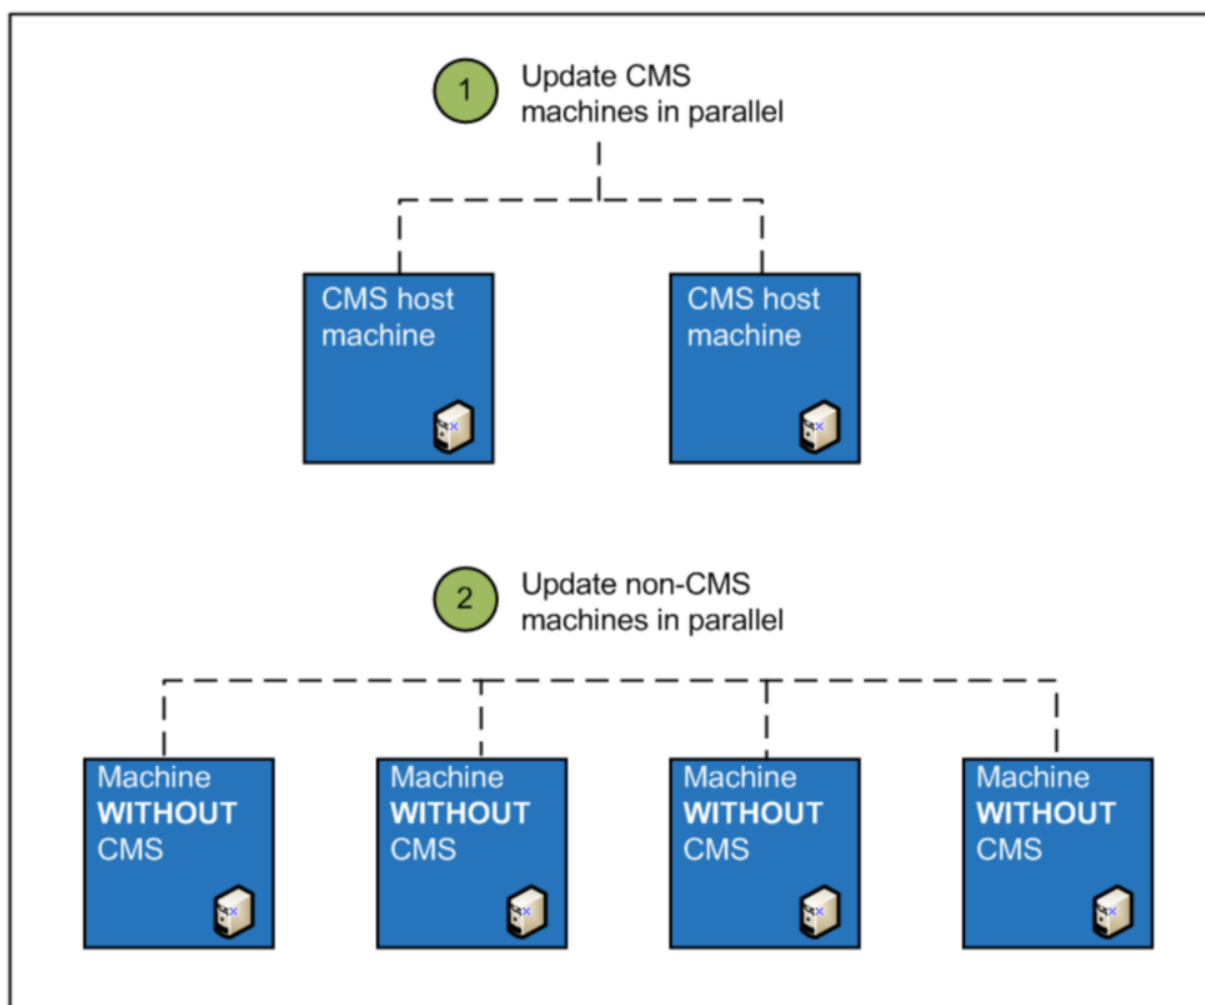 1
Update CMS
machines in parallel
CMS host
machine
CMS host
machine
2
Update non-CMS
machines in parallel
Machine
WITHOUT
CMS
Machine
WITHOUT
CMS
Machine
WITHOUT
CMS
Machine
WITHOUT
CMS